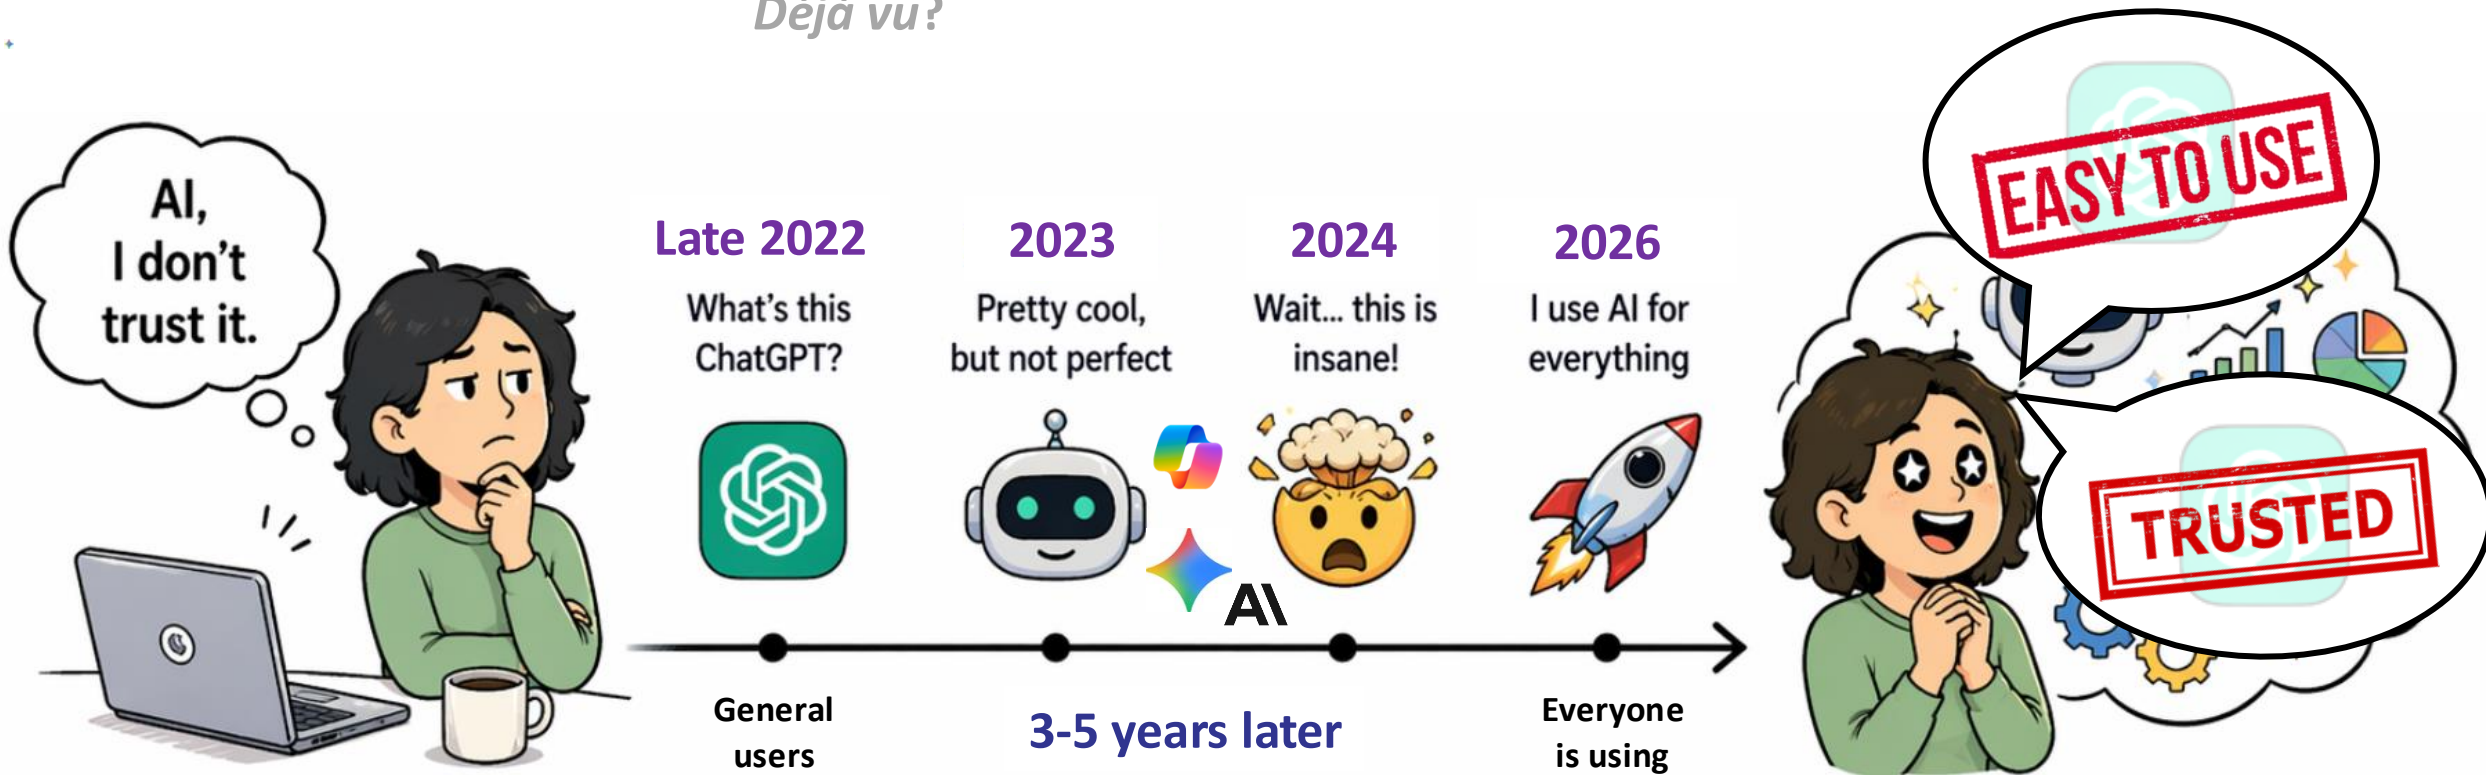 Déjà vu?
AI,
I don't
trust it.
Late 2022
What's this
ChatGPT?
2023
Pretty cool,
but not perfect
2024
Wait... this is
insane!
2026
I use AI for
everything
A\
General
users
3-5 years later
Everyone
is using
EASY TO USE
TRUSTED